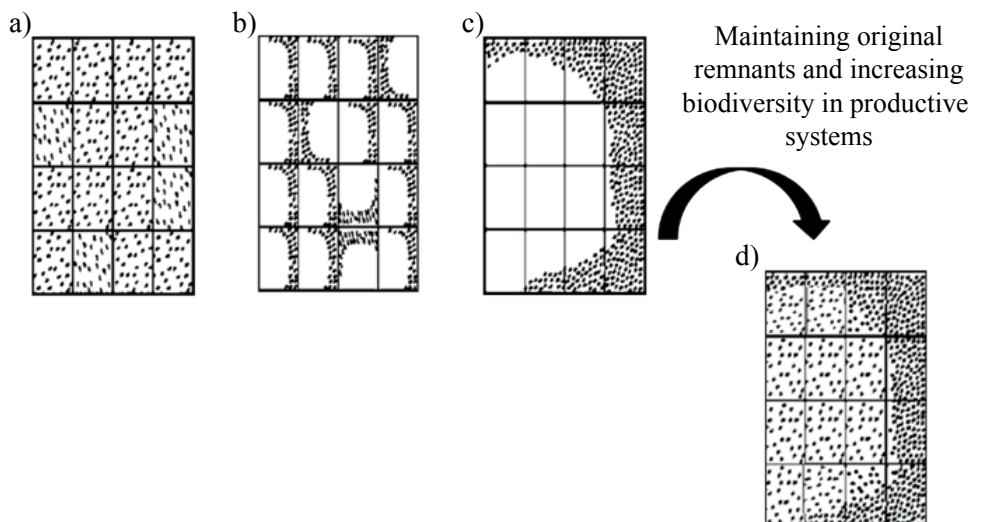 a)
b)
c)
Maintaining original
remnants and increasing
biodiversity in productive
systems
d)